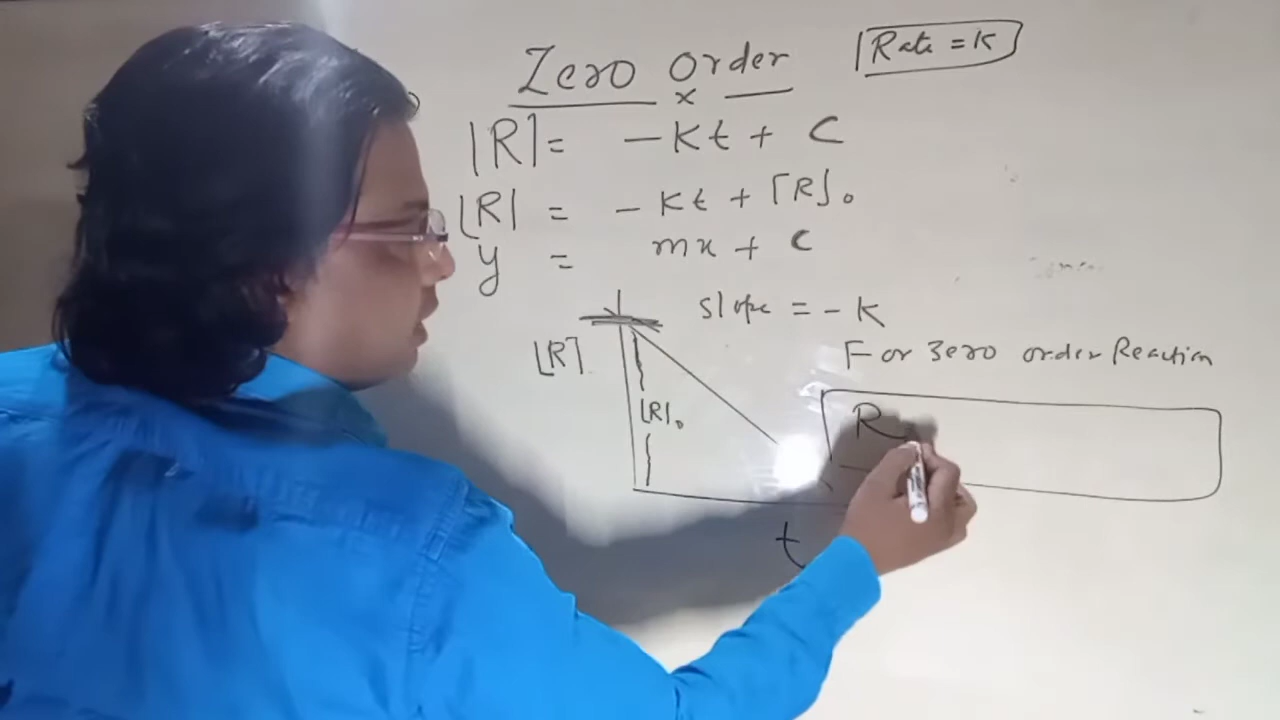 Zero order
Rate = K
[R] = - Kt + C
[R] = - Kt + [R]₀
y = mx + C
slope = - K
For Zero order Reaction
[R]
[R]₀
R
t